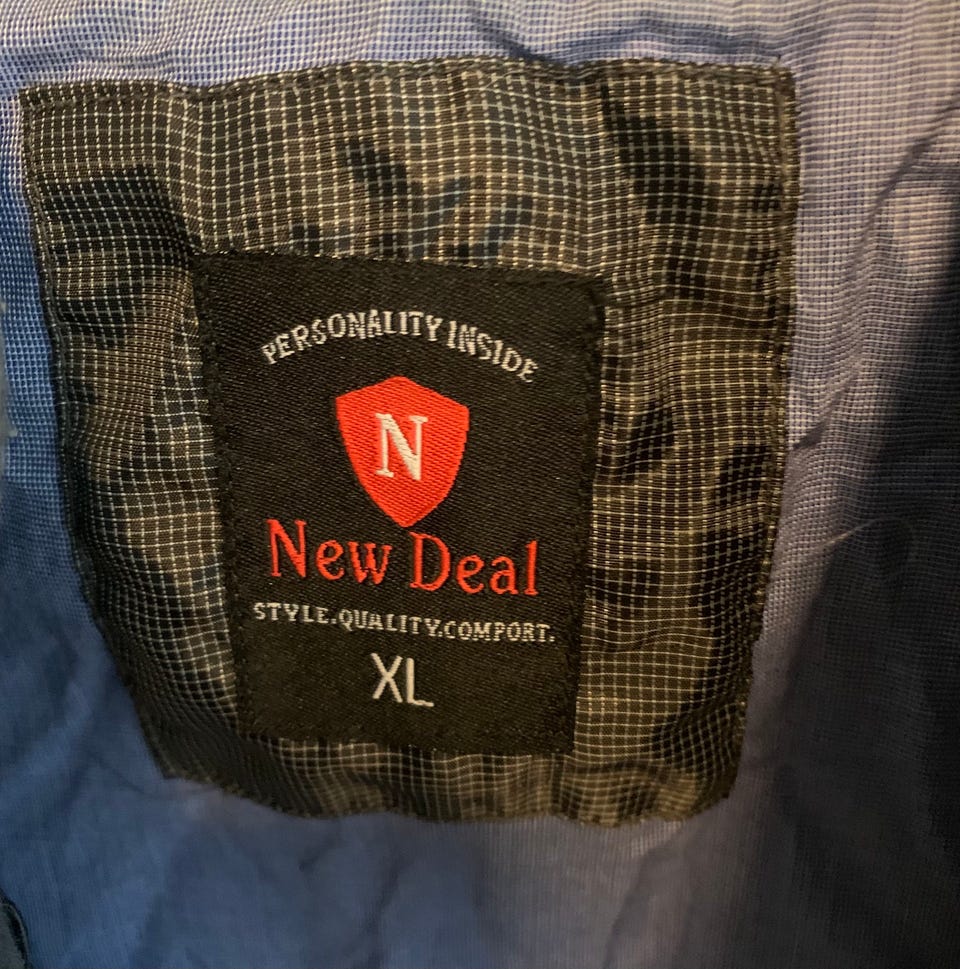 PERSONALITY INSIDE
N
New Deal
STYLE.QUALITY.COMPORT.
XL